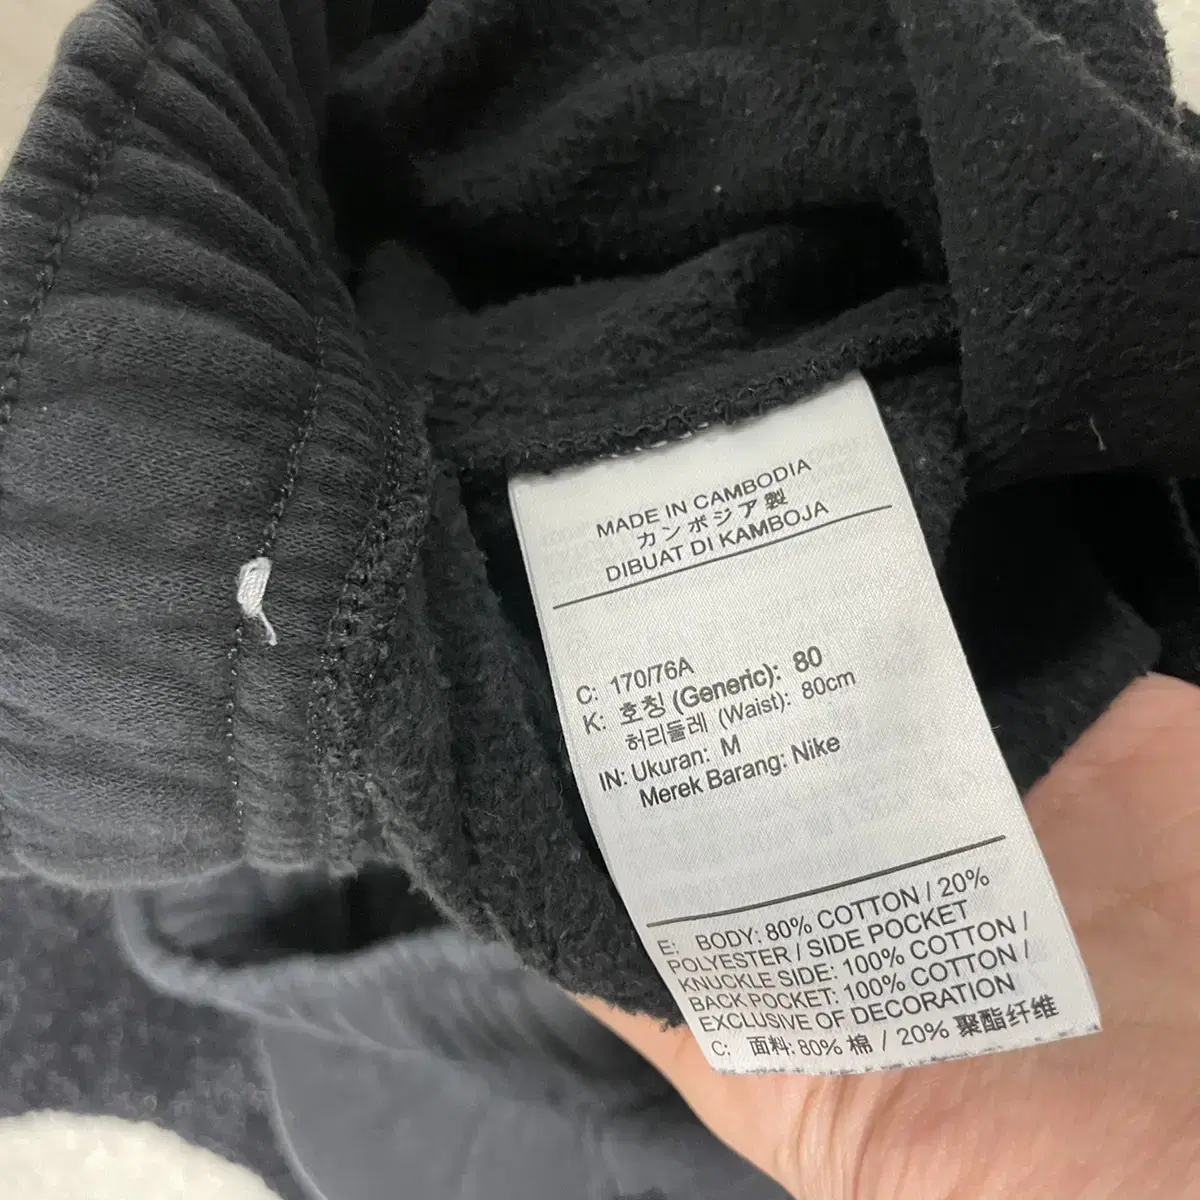 MADE IN CAMBODIA
カンボジア製
DIBUAT DI KAMBOJA
C: 170/76A
K: 호칭 (Generic): 80
허리둘레 (Waist): 80cm
IN: Ukuran: M
Merek Barang: Nike
E: BODY: 80% COTTON / 20%
POLYESTER / SIDE POCKET
KNUCKLE SIDE: 100% COTTON /
BACK POCKET: 100% COTTON /
EXCLUSIVE OF DECORATION
C: 面料: 80% 棉 / 20% 聚酯纤维